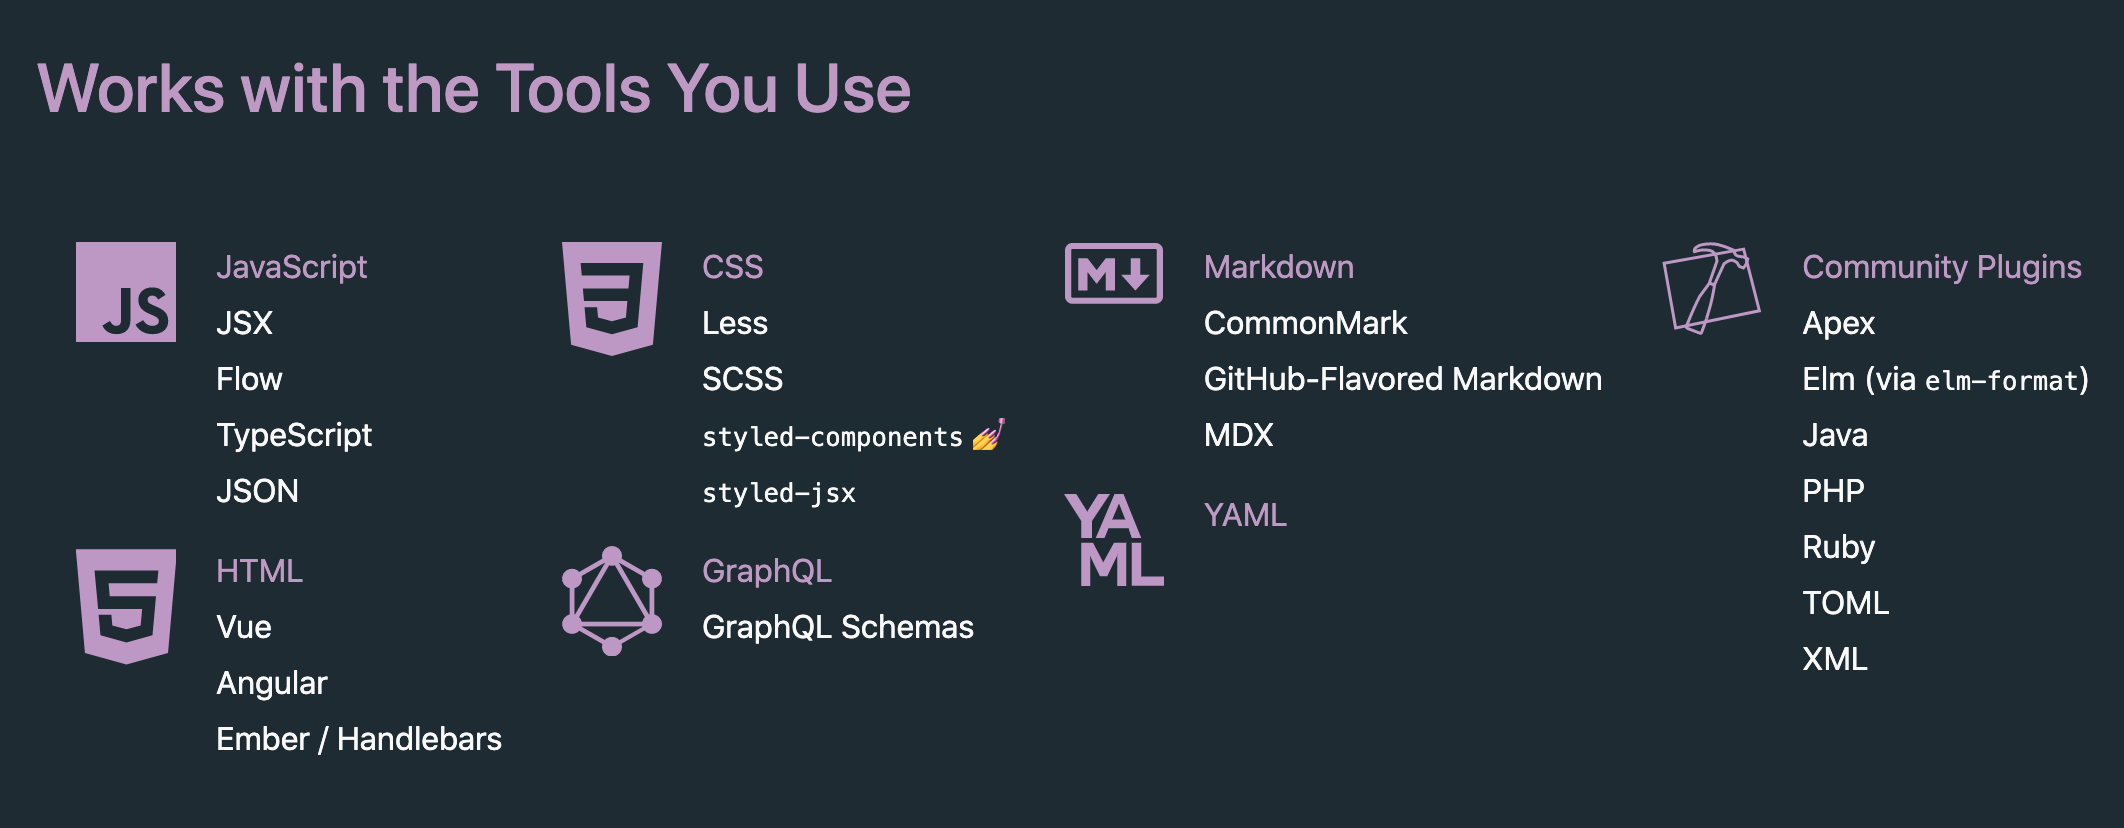 Works with the Tools You Use
JS
JavaScript
JSX
Flow
TypeScript
JSON
HTML
Vue
Angular
Ember / Handlebars
CSS
Less
SCSS
styled-components 💅
styled-jsx
GraphQL
GraphQL Schemas
M
Markdown
CommonMark
GitHub-Flavored Markdown
MDX
YA
ML
YAML
Community Plugins
Apex
Elm (via elm-format)
Java
PHP
Ruby
TOML
XML